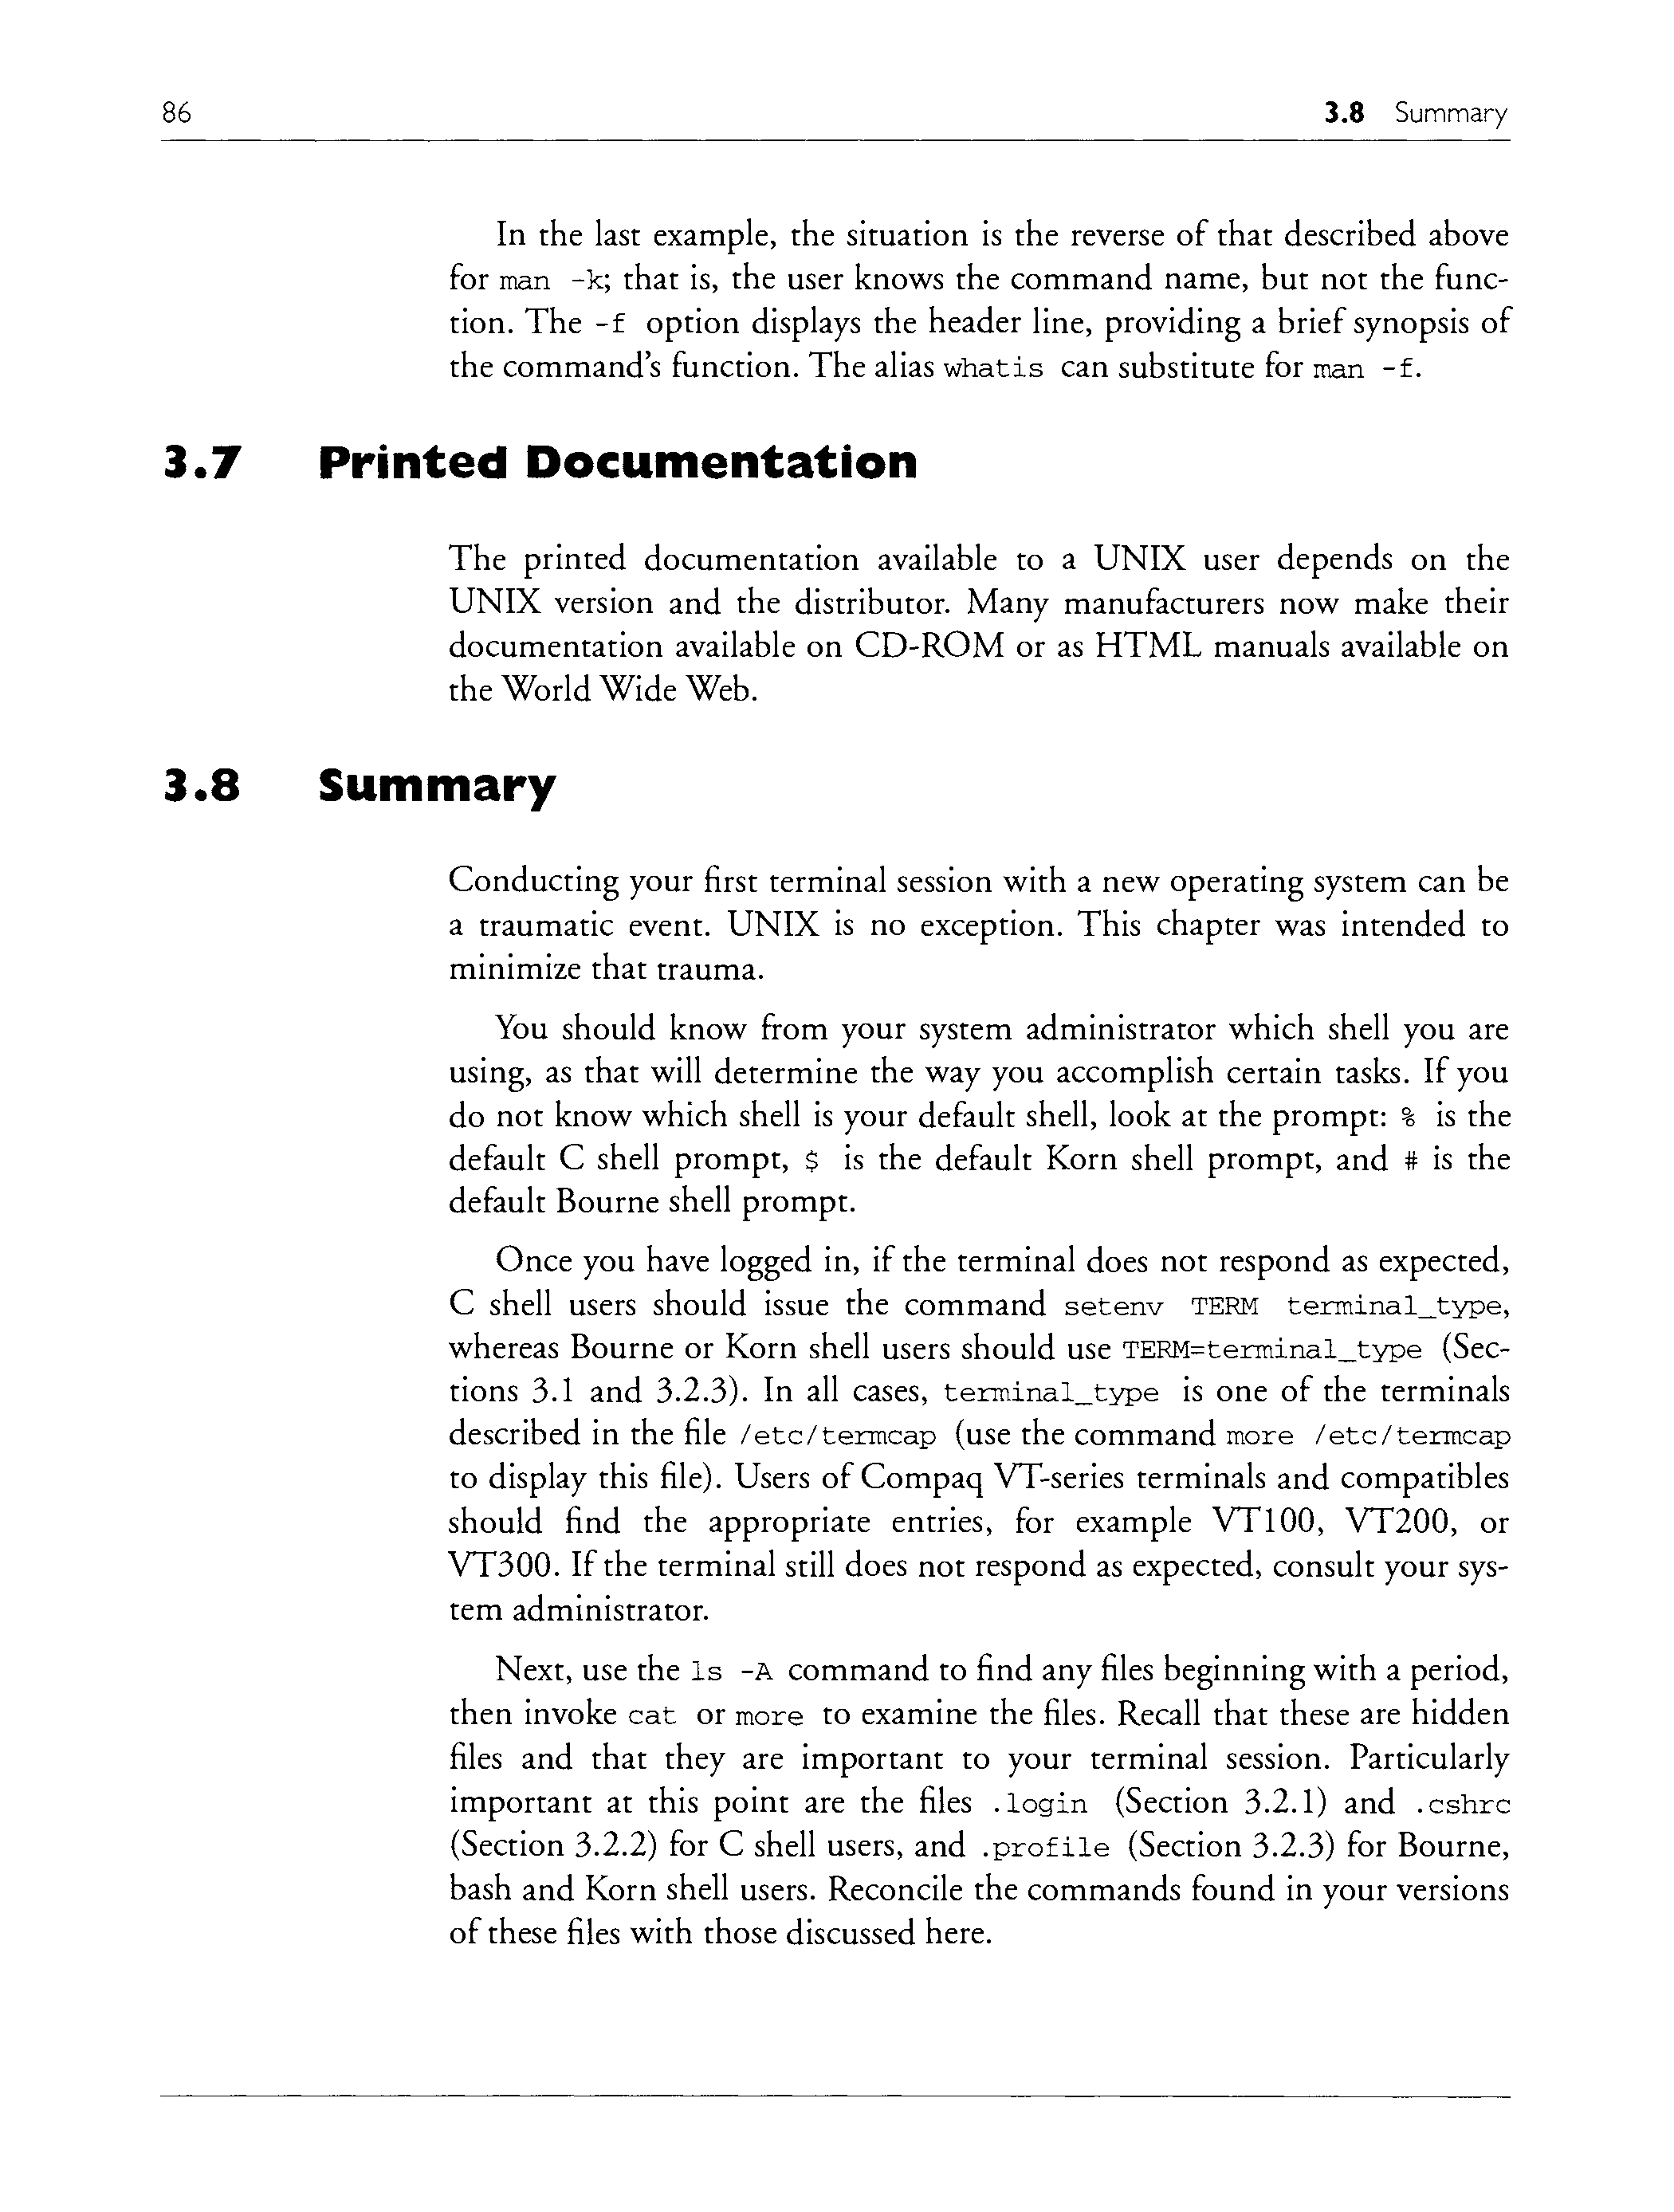 86 3.8 Summary
In the last example, the situation is the reverse of that described above
for man -k; that is, the user knows the command name, but not the func-
tion. The -f option displays the header line, providing a brief synopsis of
the command's function. The alias whatis can substitute for man -f.
3.7 Printed Documentation
The printed documentation available to a UNIX user depends on the
UNIX version and the distributor. Many manufacturers now make their
documentation available on CD-ROM or as HTML manuals available on
the World Wide Web.
3.8 Summary
Conducting your first terminal session with a new operating system can be
a traumatic event. UNIX is no exception. This chapter was intended to
minimize that trauma.
You should know from your system administrator which shell you are
using, as that will determine the way you accomplish certain tasks. If you
do not know which shell is your default shell, look at the prompt: % is the
default C shell prompt, $ is the default Korn shell prompt, and # is the
default Bourne shell prompt.
Once you have logged in, if the terminal does not respond as expected,
C shell users should issue the command setenv TERM terminal_type,
whereas Bourne or Korn shell users should use TERM=terminal_type (Sec-
tions 3.1 and 3.2.3). In all cases, terminal_type is one of the terminals
described in the file /etc/termcap (use the command more /etc/termcap
to display this file). Users of Compaq VT-series terminals and compatibles
should find the appropriate entries, for example VT100, VT200, or
VT300. If the terminal still does not respond as expected, consult your sys-
tem administrator.
Next, use the ls -A command to find any files beginning with a period,
then invoke cat or more to examine the files. Recall that these are hidden
files and that they are important to your terminal session. Particularly
important at this point are the files .login (Section 3.2.1) and .cshrc
(Section 3.2.2) for C shell users, and .profile (Section 3.2.3) for Bourne,
bash and Korn shell users. Reconcile the commands found in your versions
of these files with those discussed here.